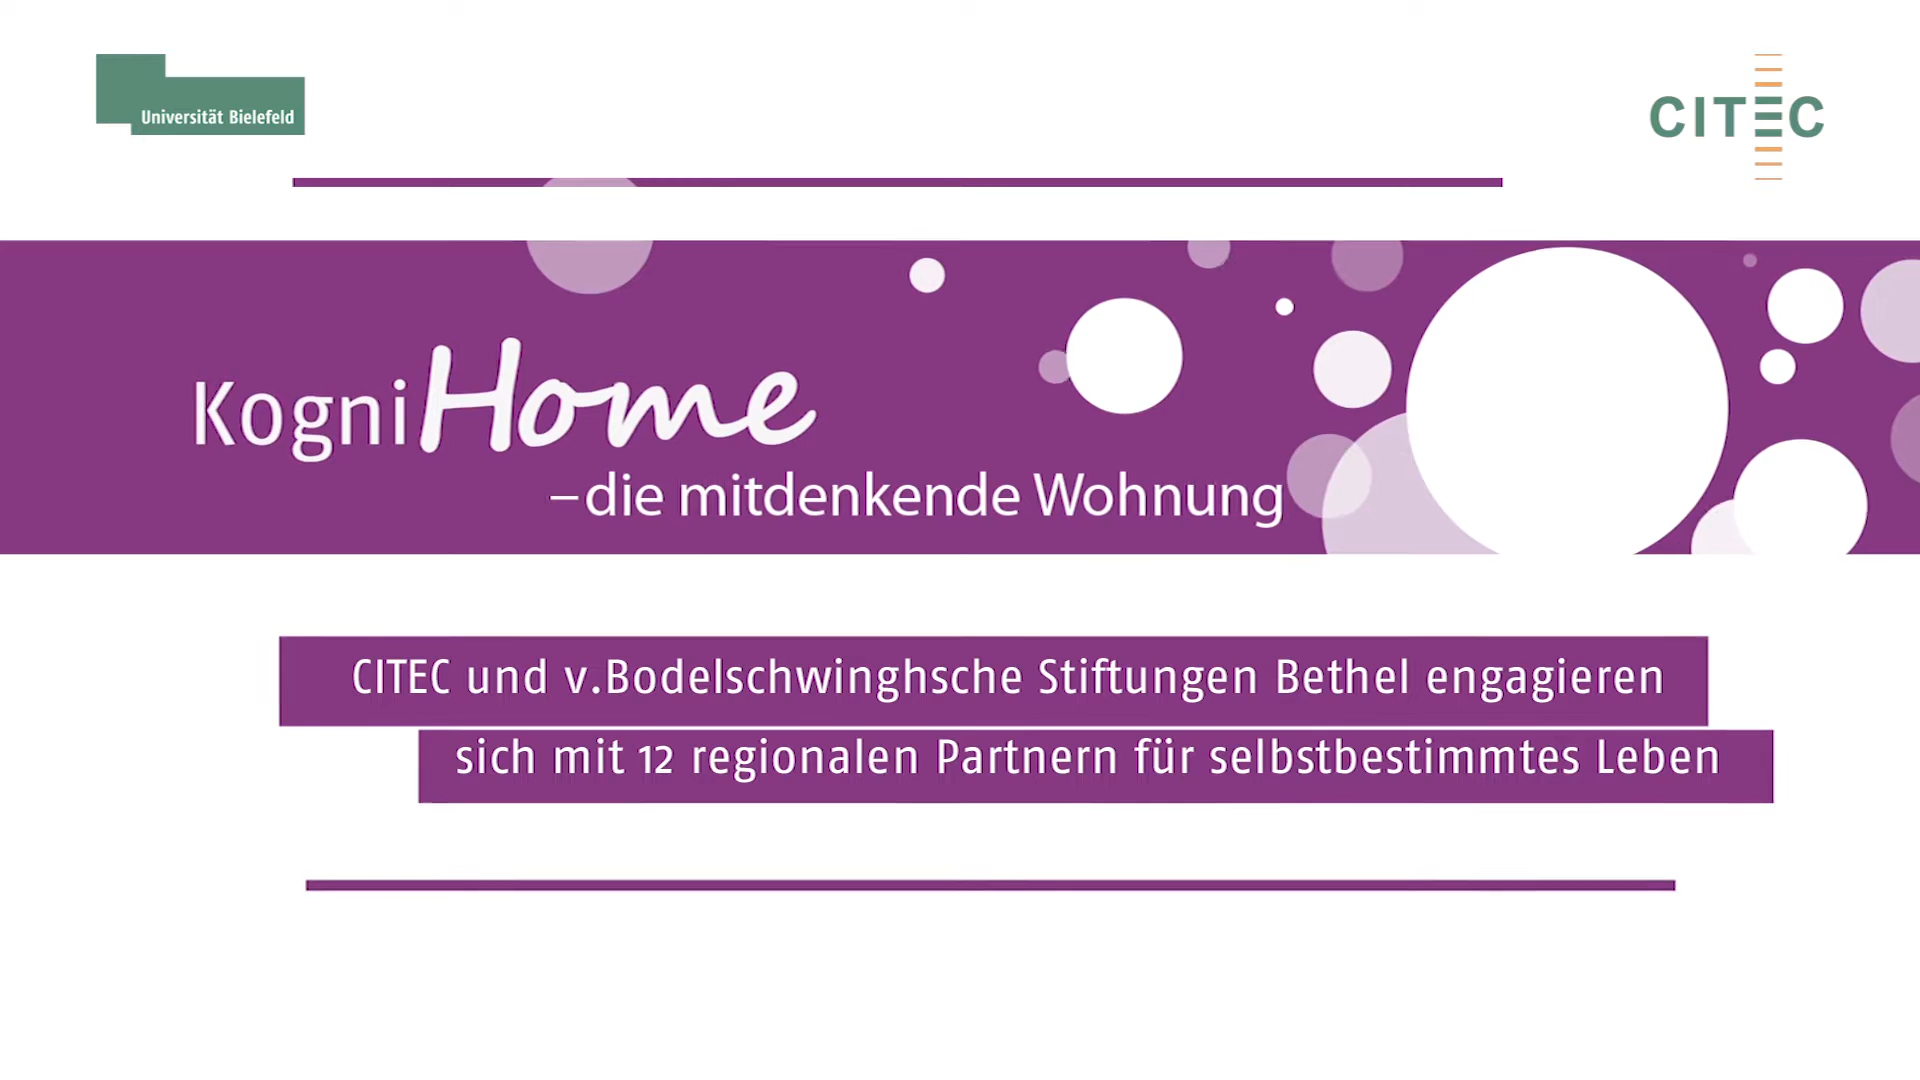 Universität Bielefeld
CITEC
KogniHome
– die mitdenkende Wohnung
CITEC und v.Bodelschwinghsche Stiftungen Bethel engagieren
sich mit 12 regionalen Partnern für selbstbestimmtes Leben